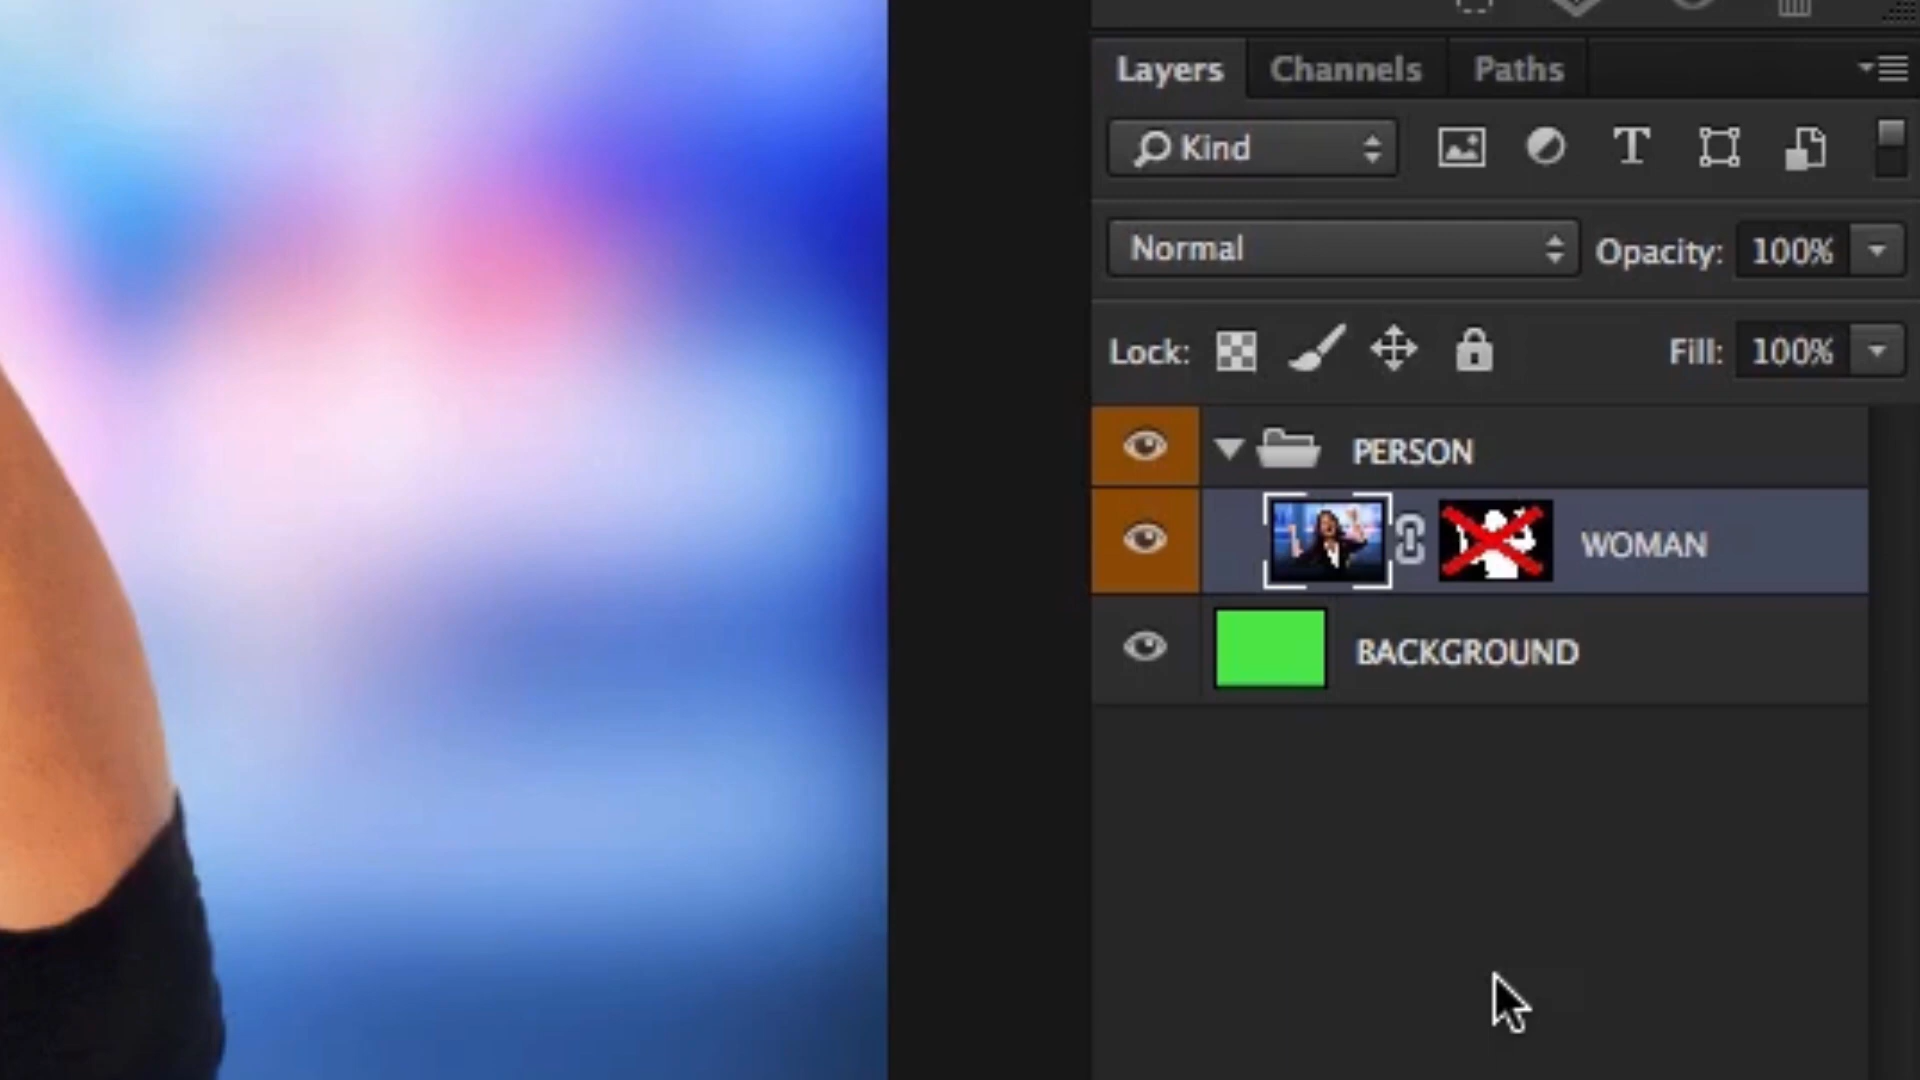 Layers Channels Paths
Kind
Normal Opacity: 100%
Lock: Fill: 100%
PERSON
WOMAN
BACKGROUND